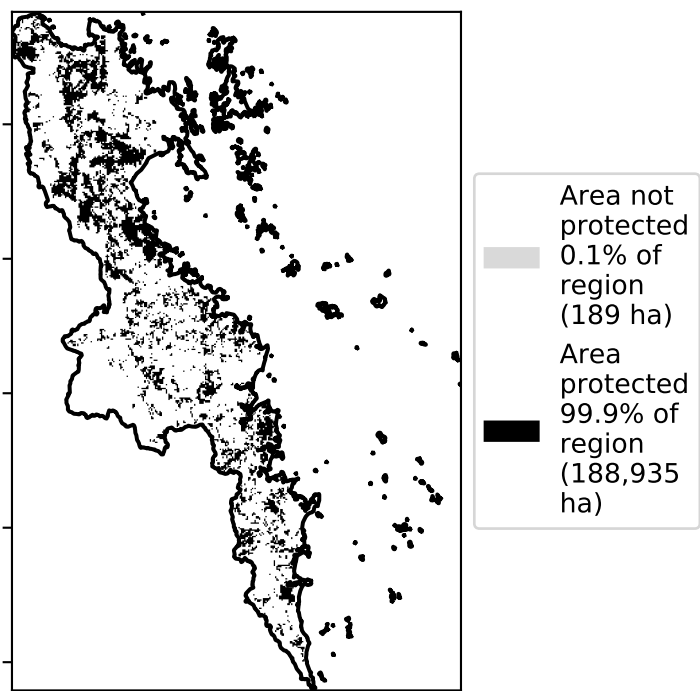 Area not
protected
0.1% of
region
(189 ha)
Area
protected
99.9% of
region
(188,935
ha)